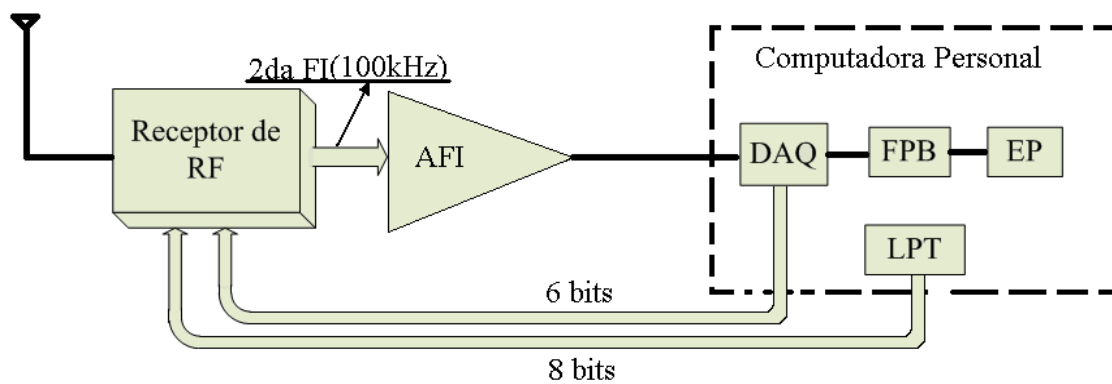 2da FI(100kHz)
Computadora Personal
Receptor de
RF
AFI
DAQ
FPB
EP
LPT
6 bits
8 bits